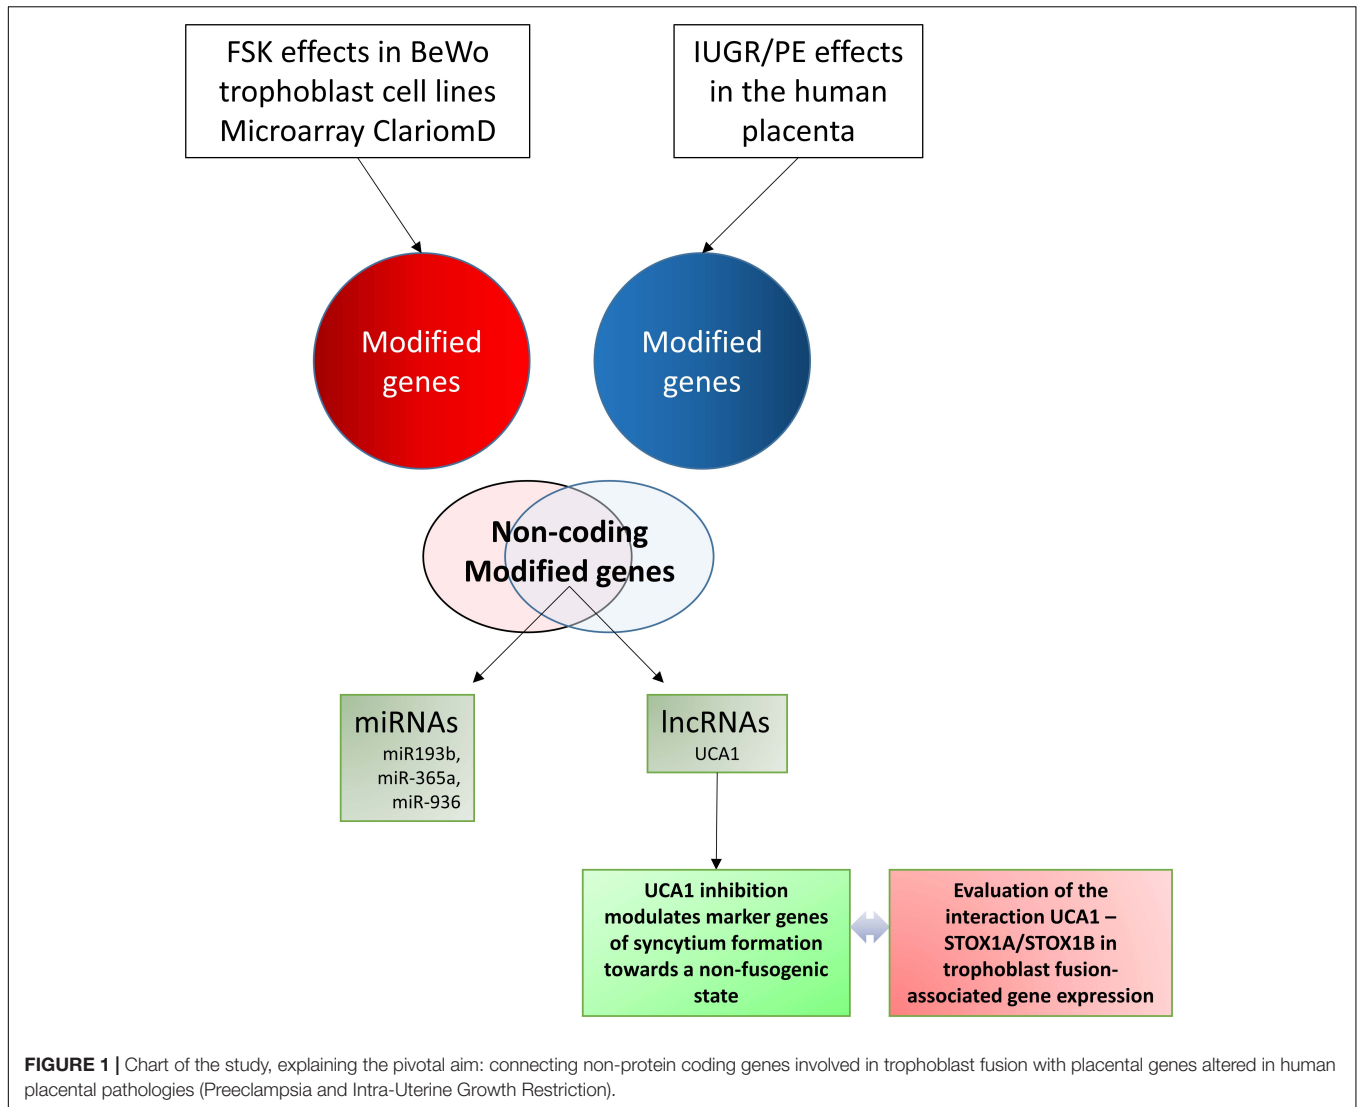 FSK effects in BeWo
trophoblast cell lines
Microarray ClariomD
IUGR/PE effects
in the human
placenta
Modified
genes
Modified
genes
Non-coding
Modified genes
miRNAs
miR193b,
miR-365a,
miR-936
lncRNAs
UCA1
UCA1 inhibition
modulates marker genes
of syncytium formation
towards a non-fusogenic
state
Evaluation of the
interaction UCA1 –
STOX1A/STOX1B in
trophoblast fusion-
associated gene expression
FIGURE 1 | Chart of the study, explaining the pivotal aim: connecting non-protein coding genes involved in trophoblast fusion with placental genes altered in human
placental pathologies (Preeclampsia and Intra-Uterine Growth Restriction).